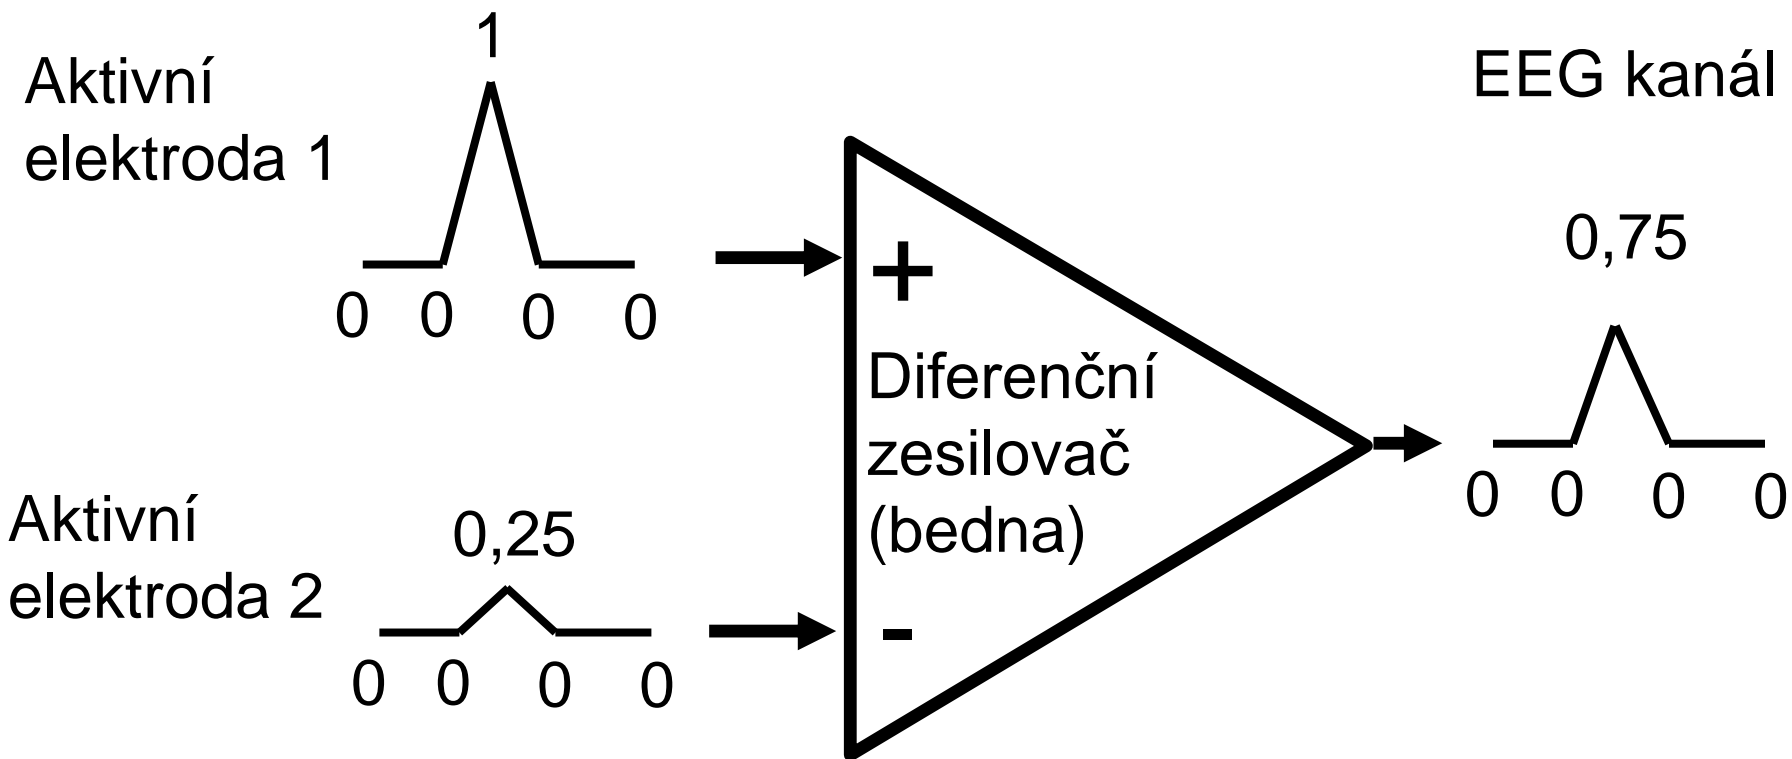 1
Aktivní
elektroda 1
0 0 0 0
EEG kanál
+
Diferenční
zesilovač
(bedna)
-
0,75
0 0 0 0
Aktivní
elektroda 2
0,25
0 0 0 0